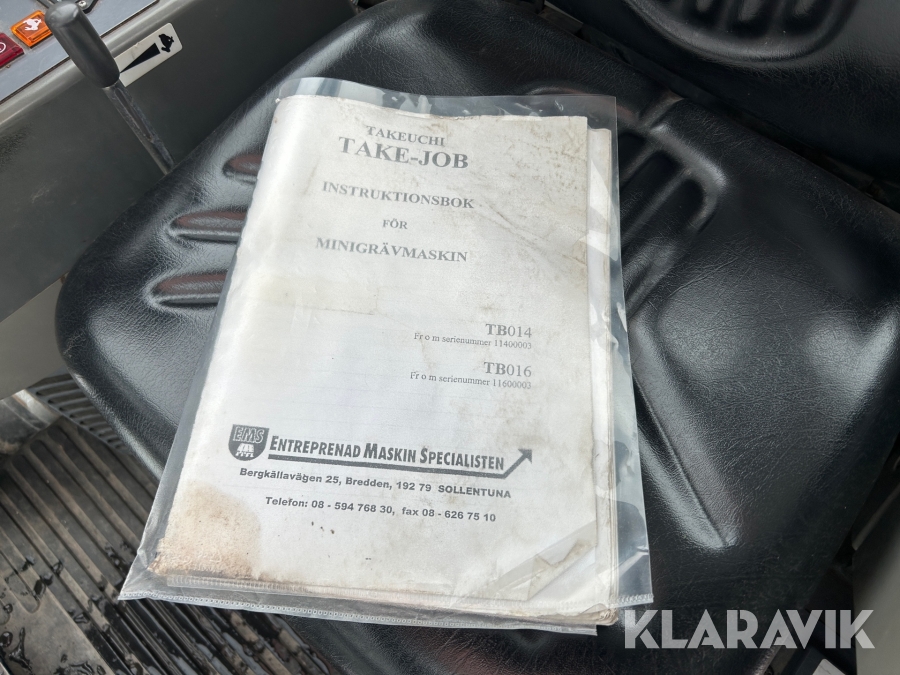 TAKEUCHI
TAKE-JOB
INSTRUKTIONSBOK
FÖR
MINIGRÄVMASKIN
TB014
Fr o m serienummer 11400003
TB016
Fr o m serienummer 11600003
EMS
ENTREPRENAD MASKIN SPECIALISTEN
Bergkällavägen 25, Bredden, 192 79 SOLLENTUNA
Telefon: 08 - 594 768 30, fax 08 - 626 75 10
KLARAVIK